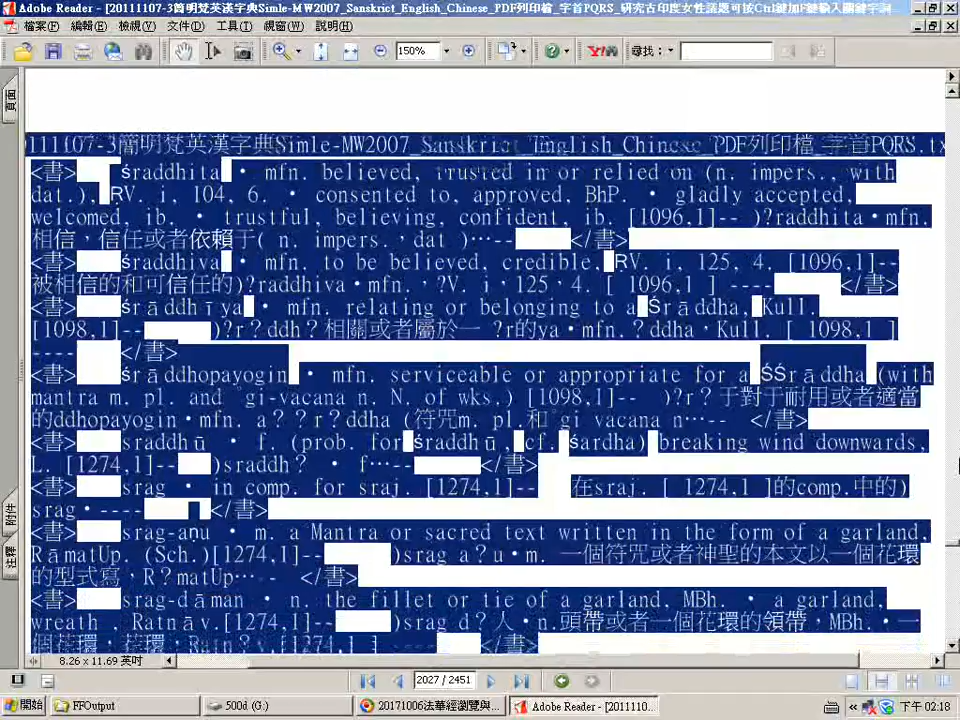 Adobe Reader - [20111107-3簡明梵英漢字典Simle-MW2007_Sanskrict_English_Chinese_PDF列印檔_字首PQRS_研究古印度女性議題可按Ctrl鍵加F鍵輸入關鍵字詞
檔案(F) 編輯(E) 檢視(V) 文件(D) 工具(T) 視窗(W) 說明(H)
150% Y! 尋找：
頁面
111107-3簡明梵英漢字典Simle-MW2007_Sanskrict_English_Chinese_PDF列印檔_字首PQRS.tx
<書> śraddhita • mfn. believed, trusted in or relied on (n. impers., with
dat.), RV. i, 104, 6. • consented to, approved, BhP. • gladly accepted,
welcomed, ib. • trustful, believing, confident, ib. [1096,1]-- )?raddhita•mfn.
相信，信任或者依賴于( n. impers.，dat )…-- </書>
<書> śraddhiva • mfn. to be believed, credible, RV. i, 125, 4. [1096,1]--
被相信的和可信任的)?raddhiva•mfn.，?V. i，125，4. [ 1096,1 ] ---- </書>
<書> śrāddhīya • mfn. relating or belonging to a Śrāddha, Kull.
[1098,1]-- )?r？ddh？相關或者屬於一 ?r的ya•mfn.？ddha，Kull. [ 1098,1 ]
---- </書>
<書> śrāddhopayogin • mfn. serviceable or appropriate for a ŚŚrāddha (with
mantra m. pl. and °gi-vacana n. N. of wks.) [1098,1]-- )?r？于對于耐用或者適當
的ddhopayogin•mfn. a？？r？ddha (符咒m. pl.和°gi vacana n…-- </書>
<書> sraddhū • f. (prob. for śraddhū, cf. śardha) breaking wind downwards,
L. [1274,1]-- )sraddh？ • f…-- </書>
<書> srag • in comp. for sraj. [1274,1]-- 在sraj. [ 1274,1 ]的comp.中的)
srag•---- </書>
<書> srag-aṇu • m. a Mantra or sacred text written in the form of a garland,
RāmatUp. (Sch.)[1274,1]-- )srag a？u•m. 一個符咒或者神聖的本文以一個花環
的型式寫，R？matUp…- </書>
<書> srag-dāman • n. the fillet or tie of a garland, MBh. • a garland,
wreath , Ratnāv.[1274,1]-- )srag d？人•n.頭帶或者一個花環的領帶，MBh.•一
個花環，花環，Ratn？v.[1274,1 ] ---- </書>
附件
注釋
8.26 x 11.69 英吋
2027 / 2451
開始 FFOutput 500d (G:) 20171006法華經瀏覽與... Adobe Reader - [2011110... 下午 02:18